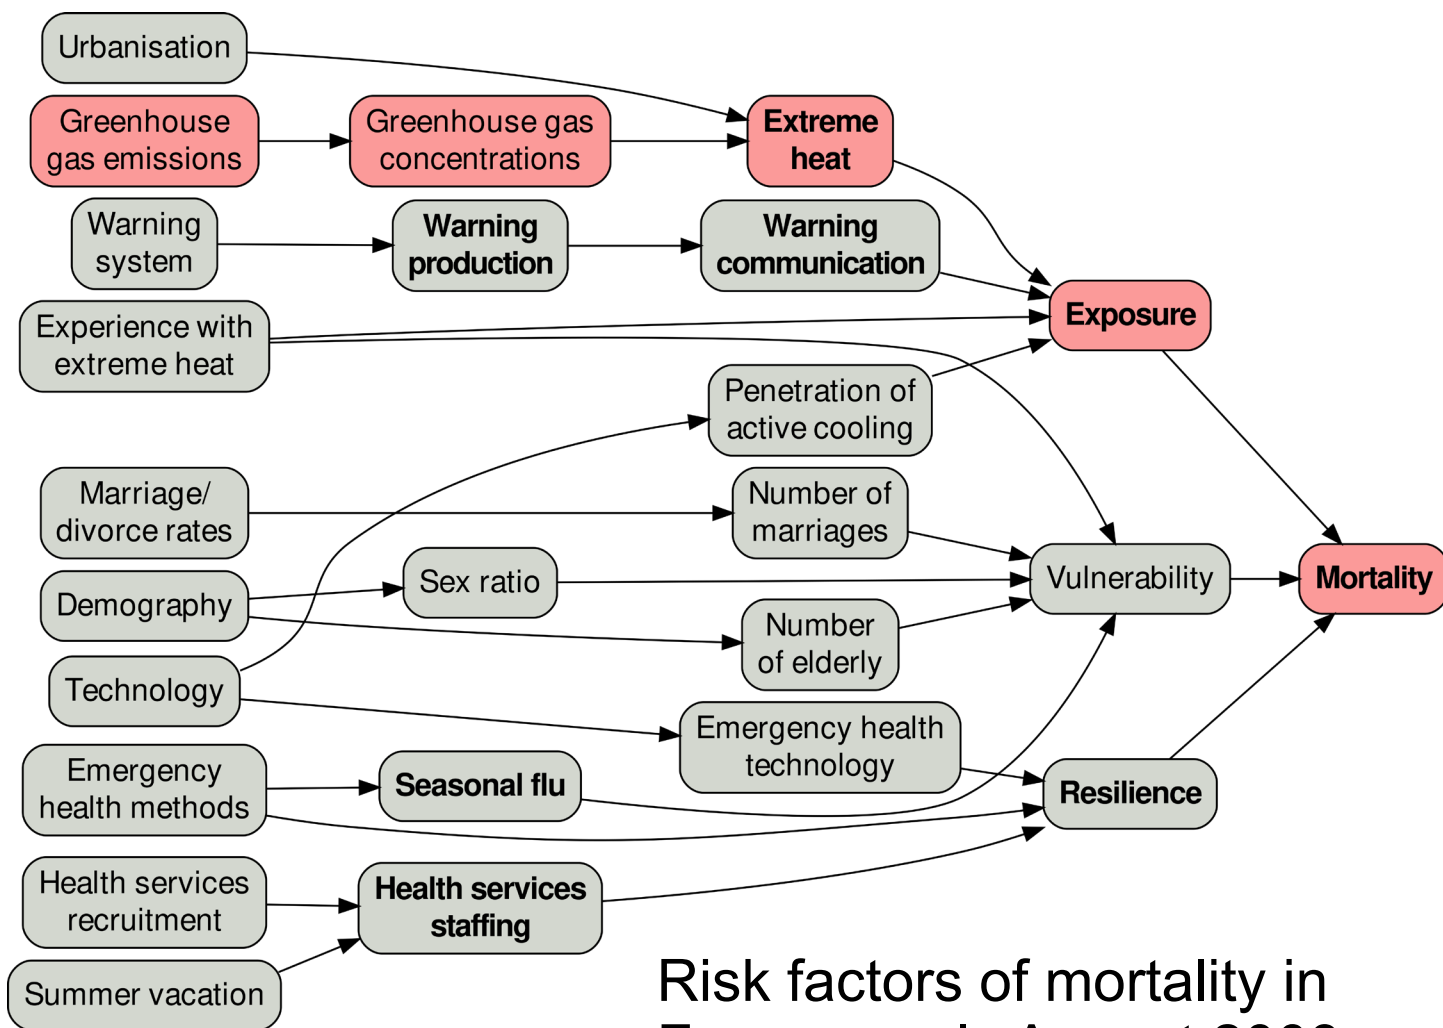 Urbanisation
Greenhouse
gas emissions
Greenhouse gas
concentrations
Extreme
heat
Warning
system
Warning
production
Warning
communication
Experience with
extreme heat
Exposure
Penetration of
active cooling
Marriage/
divorce rates
Number of
marriages
Demography
Sex ratio
Vulnerability
Mortality
Number
of elderly
Technology
Emergency health
technology
Emergency
health methods
Seasonal flu
Resilience
Health services
recruitment
Health services
staffing
Summer vacation
Risk factors of mortality in
in August